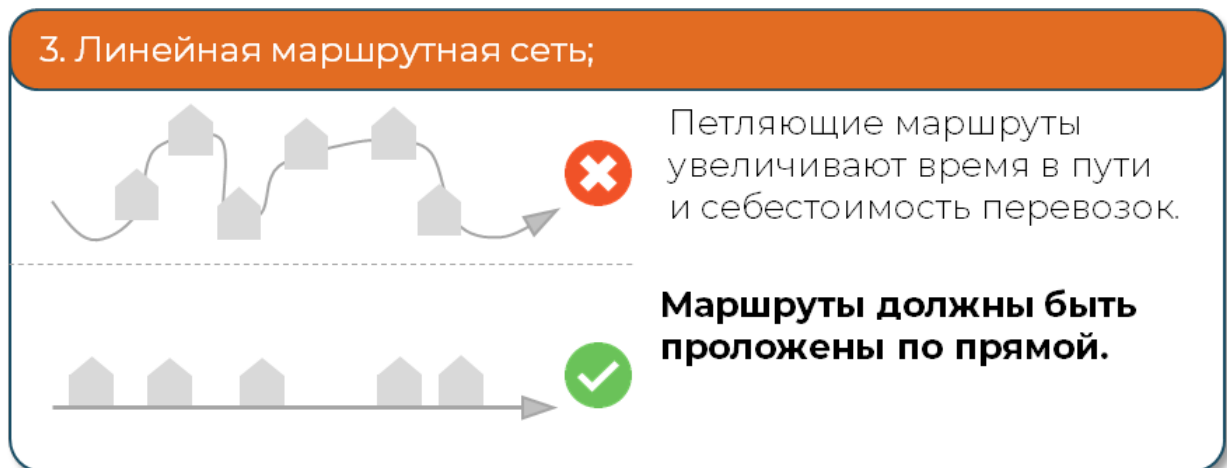 3. Линейная маршрутная сеть;
Петляющие маршруты
увеличивают время в пути
и себестоимость перевозок.
Маршруты должны быть
проложены по прямой.